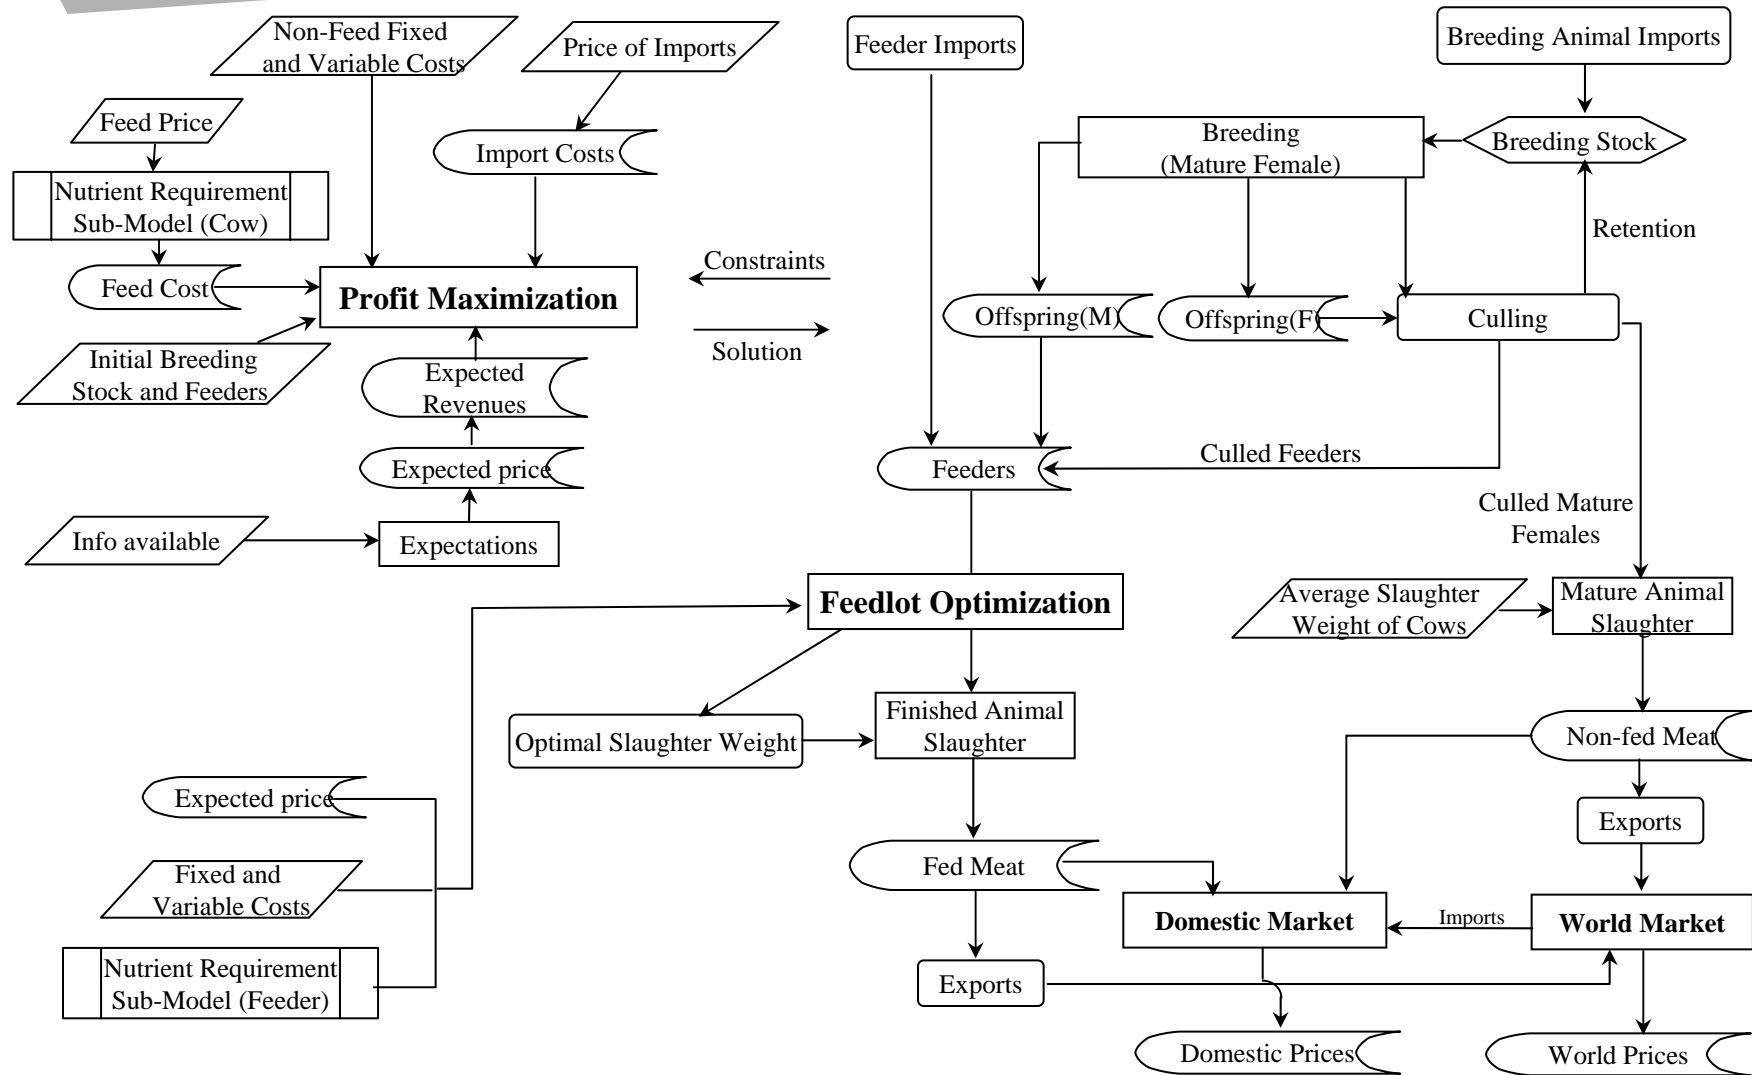 Non-Feed Fixed
and Variable Costs
Price of Imports
Feeder Imports
Breeding Animal Imports
Feed Price
Import Costs
Breeding
(Mature Female)
Breeding Stock
Nutrient Requirement
Sub-Model (Cow)
Retention
Constraints
Feed Cost
Profit Maximization
Offspring(M)
Offspring(F)
Culling
Solution
Initial Breeding
Stock and Feeders
Expected
Revenues
Expected price
Feeders
Culled Feeders
Culled Mature
Females
Info available
Expectations
Feedlot Optimization
Average Slaughter
Weight of Cows
Mature Animal
Slaughter
Optimal Slaughter Weight
Finished Animal
Slaughter
Non-fed Meat
Expected price
Exports
Fixed and
Variable Costs
Fed Meat
Domestic Market
Imports
World Market
Nutrient Requirement
Sub-Model (Feeder)
Exports
Domestic Prices
World Prices